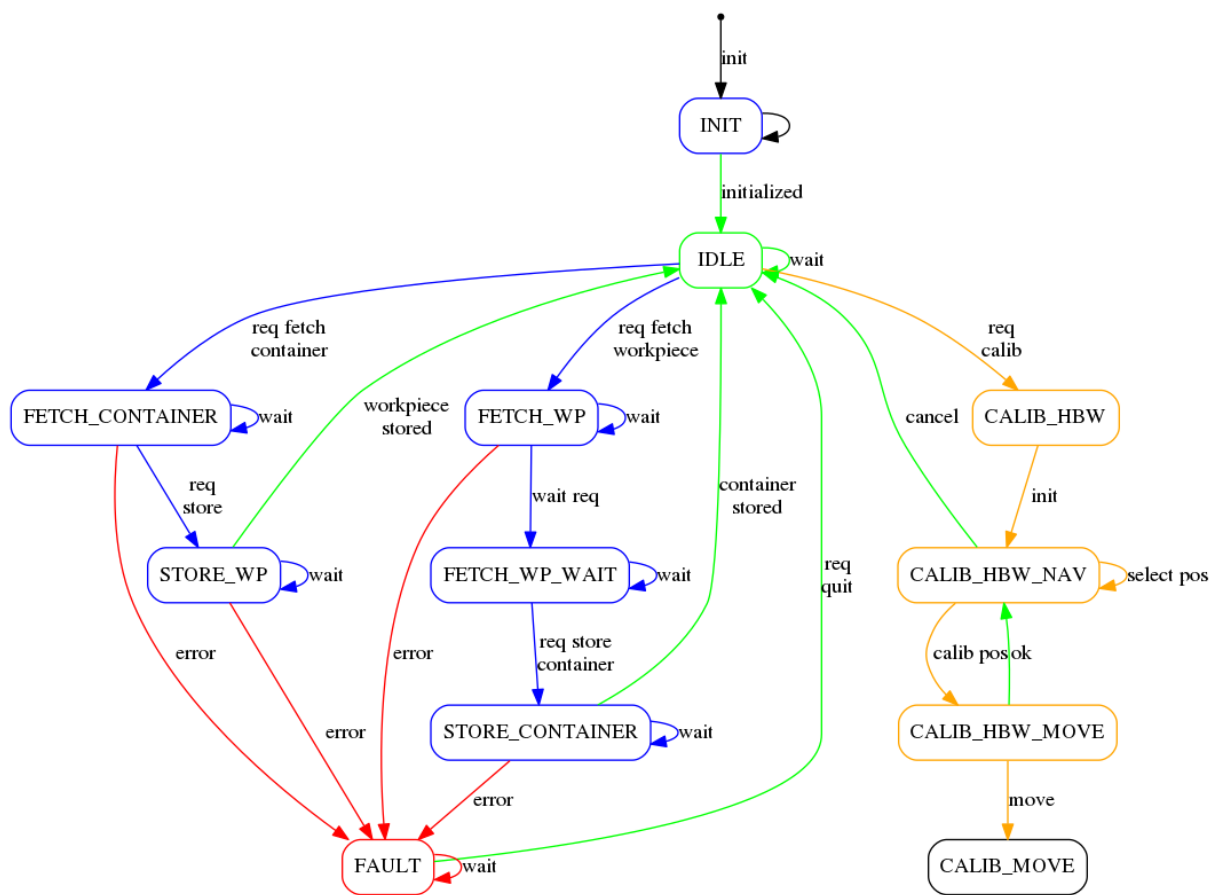 init
INIT
initialized
IDLE
wait
req fetch
container
req fetch
workpiece
req
calib
FETCH_CONTAINER
wait
workpiece
stored
FETCH_WP
wait
cancel
CALIB_HBW
req
store
wait req
container
stored
init
STORE_WP
wait
FETCH_WP_WAIT
wait
req
quit
CALIB_HBW_NAV
select pos
error
error
req store
container
calib pos
ok
error
STORE_CONTAINER
wait
CALIB_HBW_MOVE
error
move
FAULT
wait
CALIB_MOVE